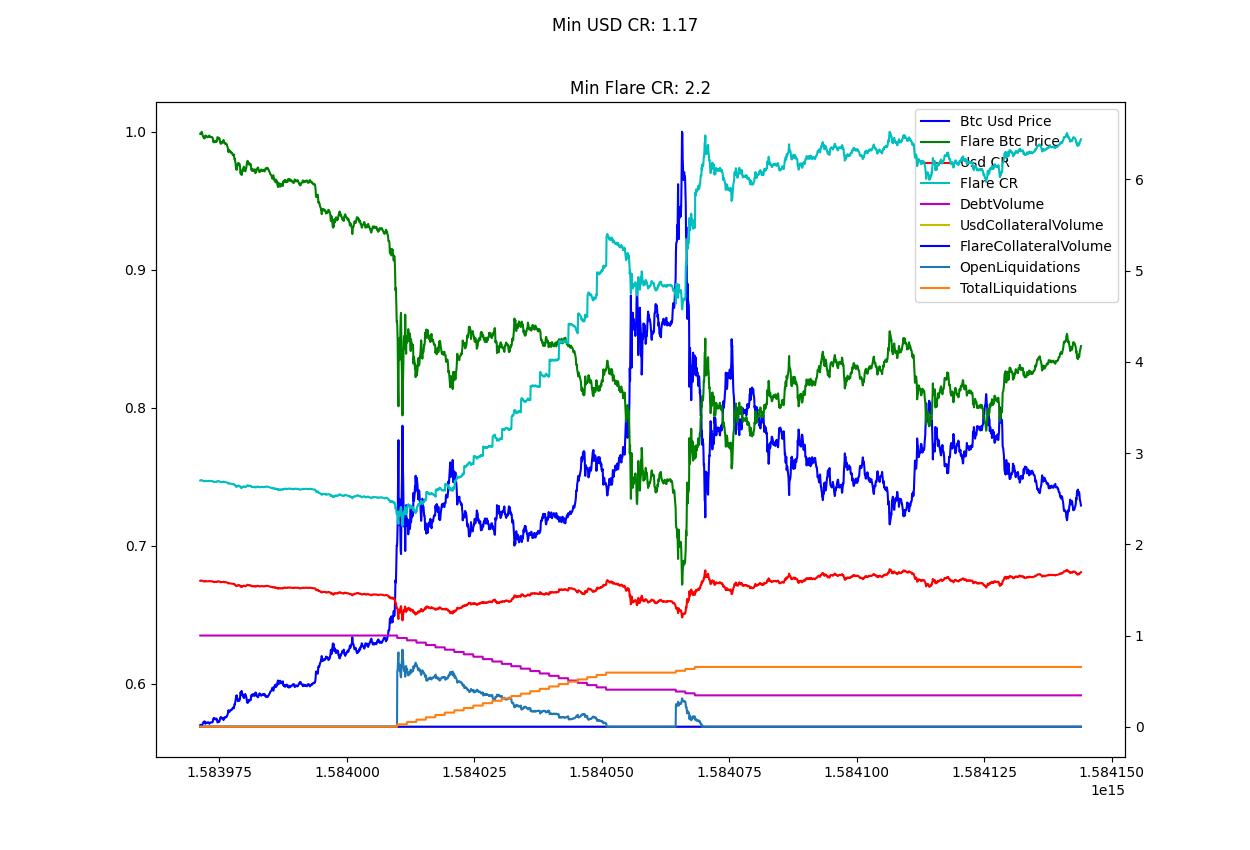 Min USD CR: 1.17
Min Flare CR: 2.2
Btc Usd Price
Flare Btc Price
Usd CR
Flare CR
DebtVolume
UsdCollateralVolume
FlareCollateralVolume
OpenLiquidations
TotalLiquidations
1.0
0.9
0.8
0.7
0.6
6
5
4
3
2
1
0
1.583975 1.584000 1.584025 1.584050 1.584075 1.584100 1.584125 1.584150
1e15